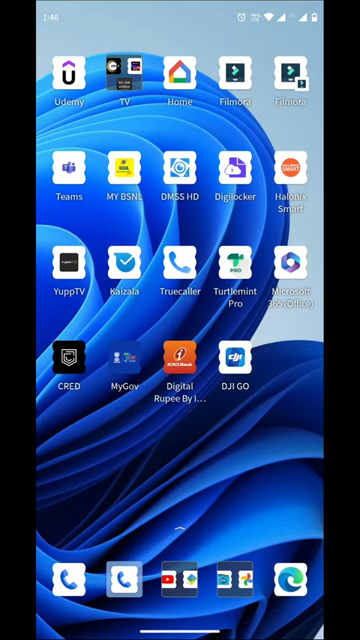 1:46
Udemy
TV
Home
Filmora
Filmora
Teams
MY BSNL
DMSS HD
Digilocker
Halonix
Smart
YuppTV
Kaizala
Truecaller
Turtlemint
Pro
Microsoft
365 (Office)
CRED
MyGov
Digital
Rupee By I...
DJI GO